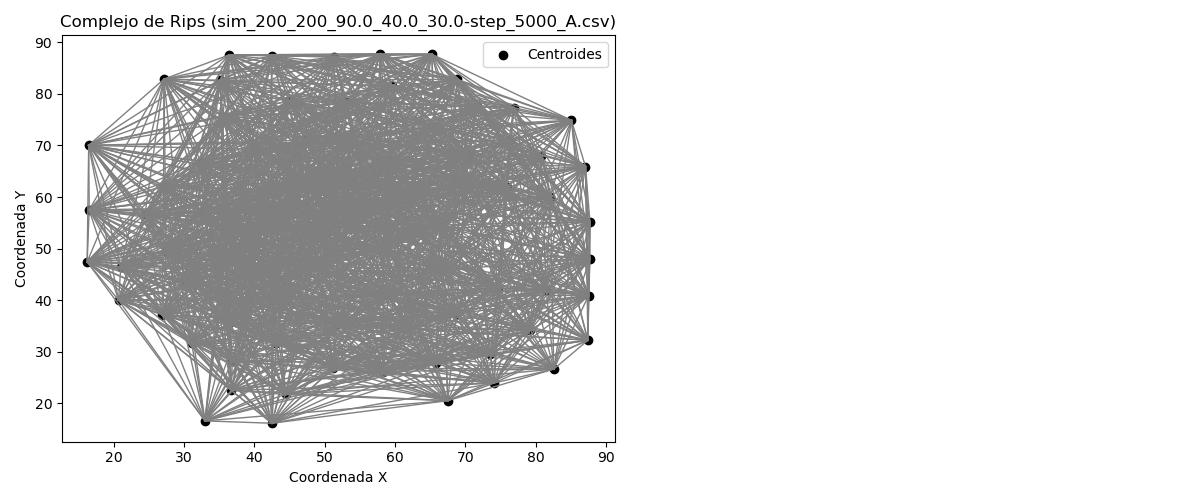 Complejo de Rips (sim_200_200_90.0_40.0_30.0-step_5000_A.csv)
90
80
70
60
50
40
30
20
Coordenada Y
Centroides
20 30 40 50 60 70 80 90
Coordenada X